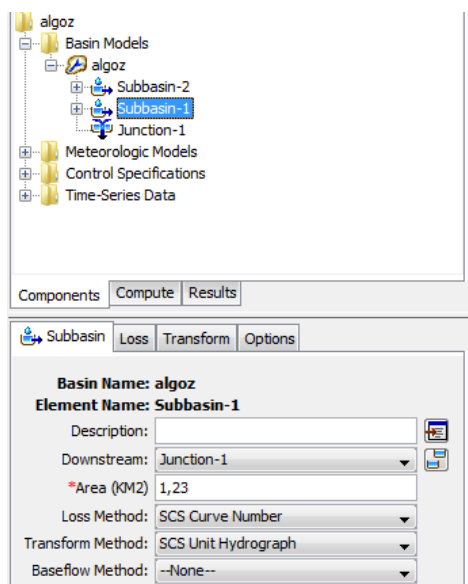 algoz
Basin Models
algoz
Subbasin-2
Subbasin-1
Junction-1
Meteorologic Models
Control Specifications
Time-Series Data
Components Compute Results
Subbasin Loss Transform Options
Basin Name: algoz
Element Name: Subbasin-1
Description:
Downstream: Junction-1
*Area (KM2) 1,23
Loss Method: SCS Curve Number
Transform Method: SCS Unit Hydrograph
Baseflow Method: --None--